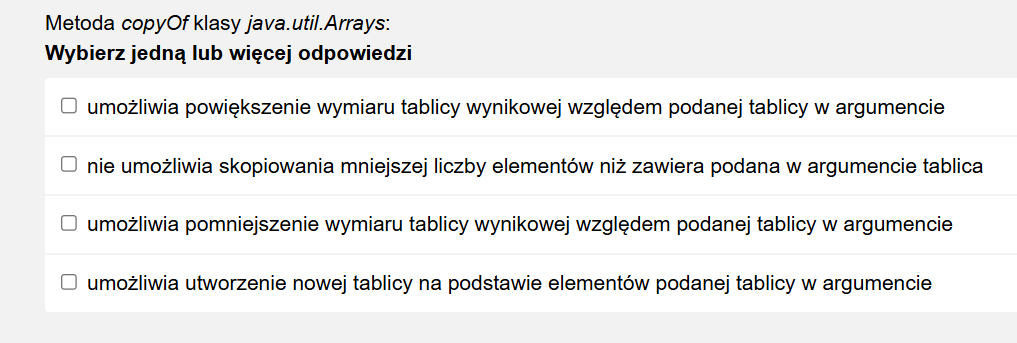 Metoda copyOf klasy java.util.Arrays:
Wybierz jedną lub więcej odpowiedzi
umożliwia powiększenie wymiaru tablicy wynikowej względem podanej tablicy w argumencie
nie umożliwia skopiowania mniejszej liczby elementów niż zawiera podana w argumencie tablica
umożliwia pomniejszenie wymiaru tablicy wynikowej względem podanej tablicy w argumencie
umożliwia utworzenie nowej tablicy na podstawie elementów podanej tablicy w argumencie